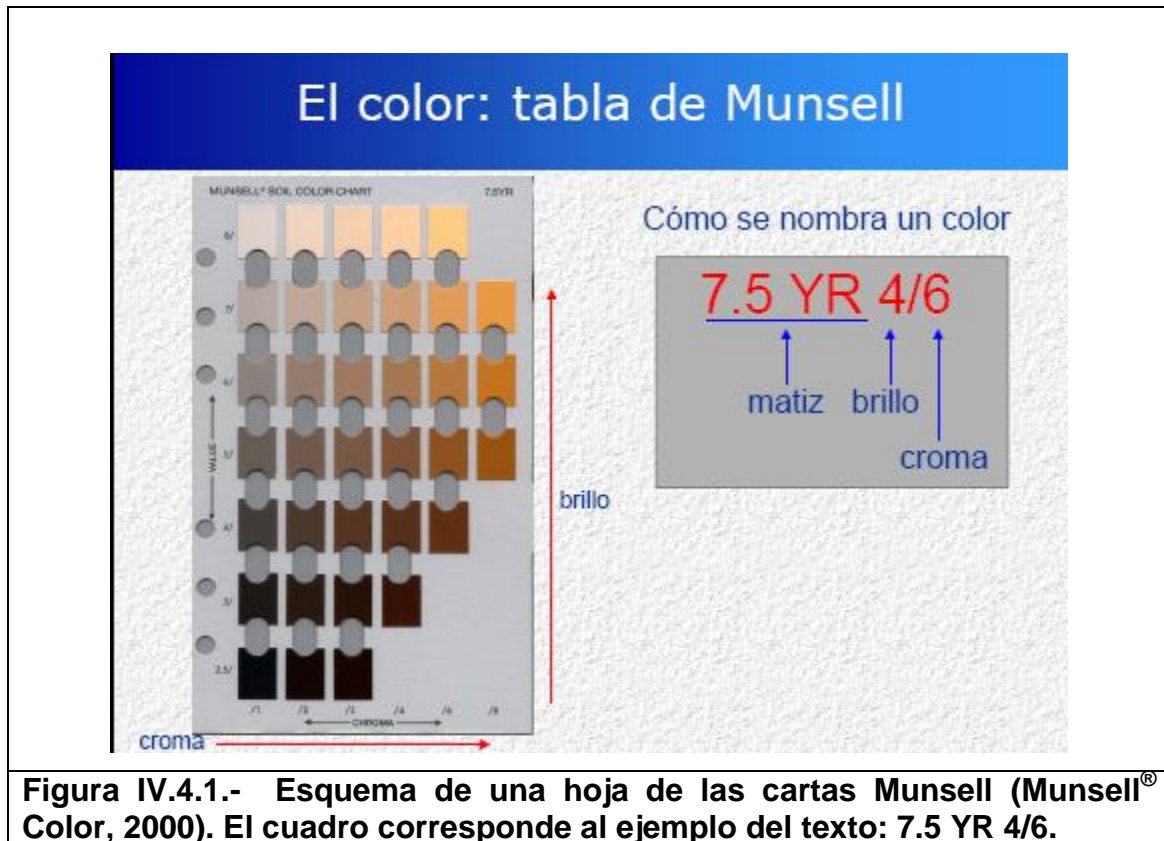 El color: tabla de Munsell
MUNSELL® SOIL COLOR CHART 7.5YR
8/
7/
6/
5/
4/
3/
2.5/
VALUE
/1 /2 /3 /4 /6 /8
CHROMA
croma
brillo
Cómo se nombra un color
7.5 YR 4/6
matiz brillo
croma
Figura IV.4.1.- Esquema de una hoja de las cartas Munsell (Munsell®
Color, 2000). El cuadro corresponde al ejemplo del texto: 7.5 YR 4/6.